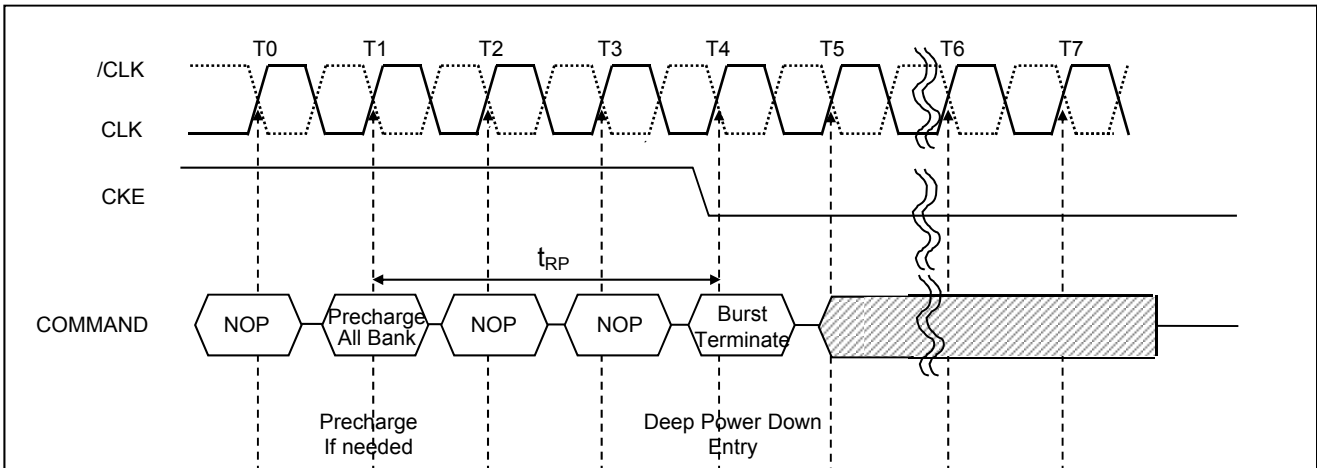 T0 T1 T2 T3 T4 T5 T6 T7
/CLK
CLK
CKE
tRP
COMMAND
NOP
Precharge
All Bank
NOP
NOP
Burst
Terminate
Precharge
If needed
Deep Power Down
Entry